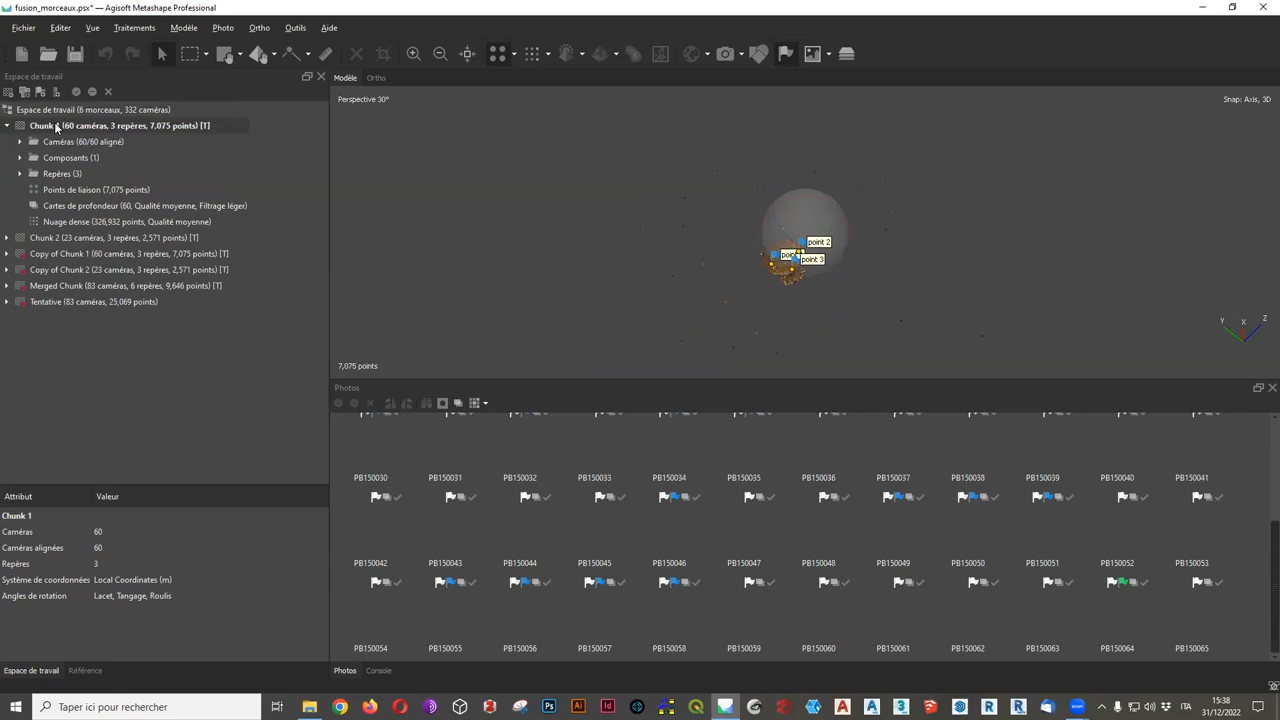 fusion_morceaux.psx* — Agisoft Metashape Professional
Fichier Editer Vue Traitements Modèle Photo Ortho Outils Aide
Espace de travail
Modèle Ortho
Perspective 30°
Snap: Axis, 3D
Espace de travail (6 morceaux, 332 caméras)
(60 caméras, 3 repères, 7,075 points) [T]
Caméras (60/60 aligné)
Composants (1)
Repères (3)
Points de liaison (7,075 points)
Cartes de profondeur (60, Qualité moyenne, Filtrage léger)
Nuage dense (326,932 points, Qualité moyenne)
Chunk 2 (23 caméras, 3 repères, 2,571 points) [T]
Copy of Chunk 1 (60 caméras, 3 repères, 7,075 points) [T]
Copy of Chunk 2 (23 caméras, 3 repères, 2,571 points) [T]
Merged Chunk (83 caméras, 6 repères, 9,646 points) [T]
Tentative (83 caméras, 25,069 points)
point 2
point 3
Y X Z
7,075 points
Photos
PB150030 PB150031 PB150032 PB150033 PB150034 PB150035 PB150036 PB150037 PB150038 PB150039 PB150040 PB150041
PB150042 PB150043 PB150044 PB150045 PB150046 PB150047 PB150048 PB150049 PB150050 PB150051 PB150052 PB150053
PB150054 PB150055 PB150056 PB150057 PB150058 PB150059 PB150060 PB150061 PB150062 PB150063 PB150064 PB150065
Attribut Valeur
Chunk 1
Caméras 60
Caméras alignées 60
Repères 3
Système de coordonnées Local Coordinates (m)
Angles de rotation Lacet, Tangage, Roulis
Espace de travail Référence
Photos Console
Taper ici pour rechercher
ITA
15:38
31/12/2022